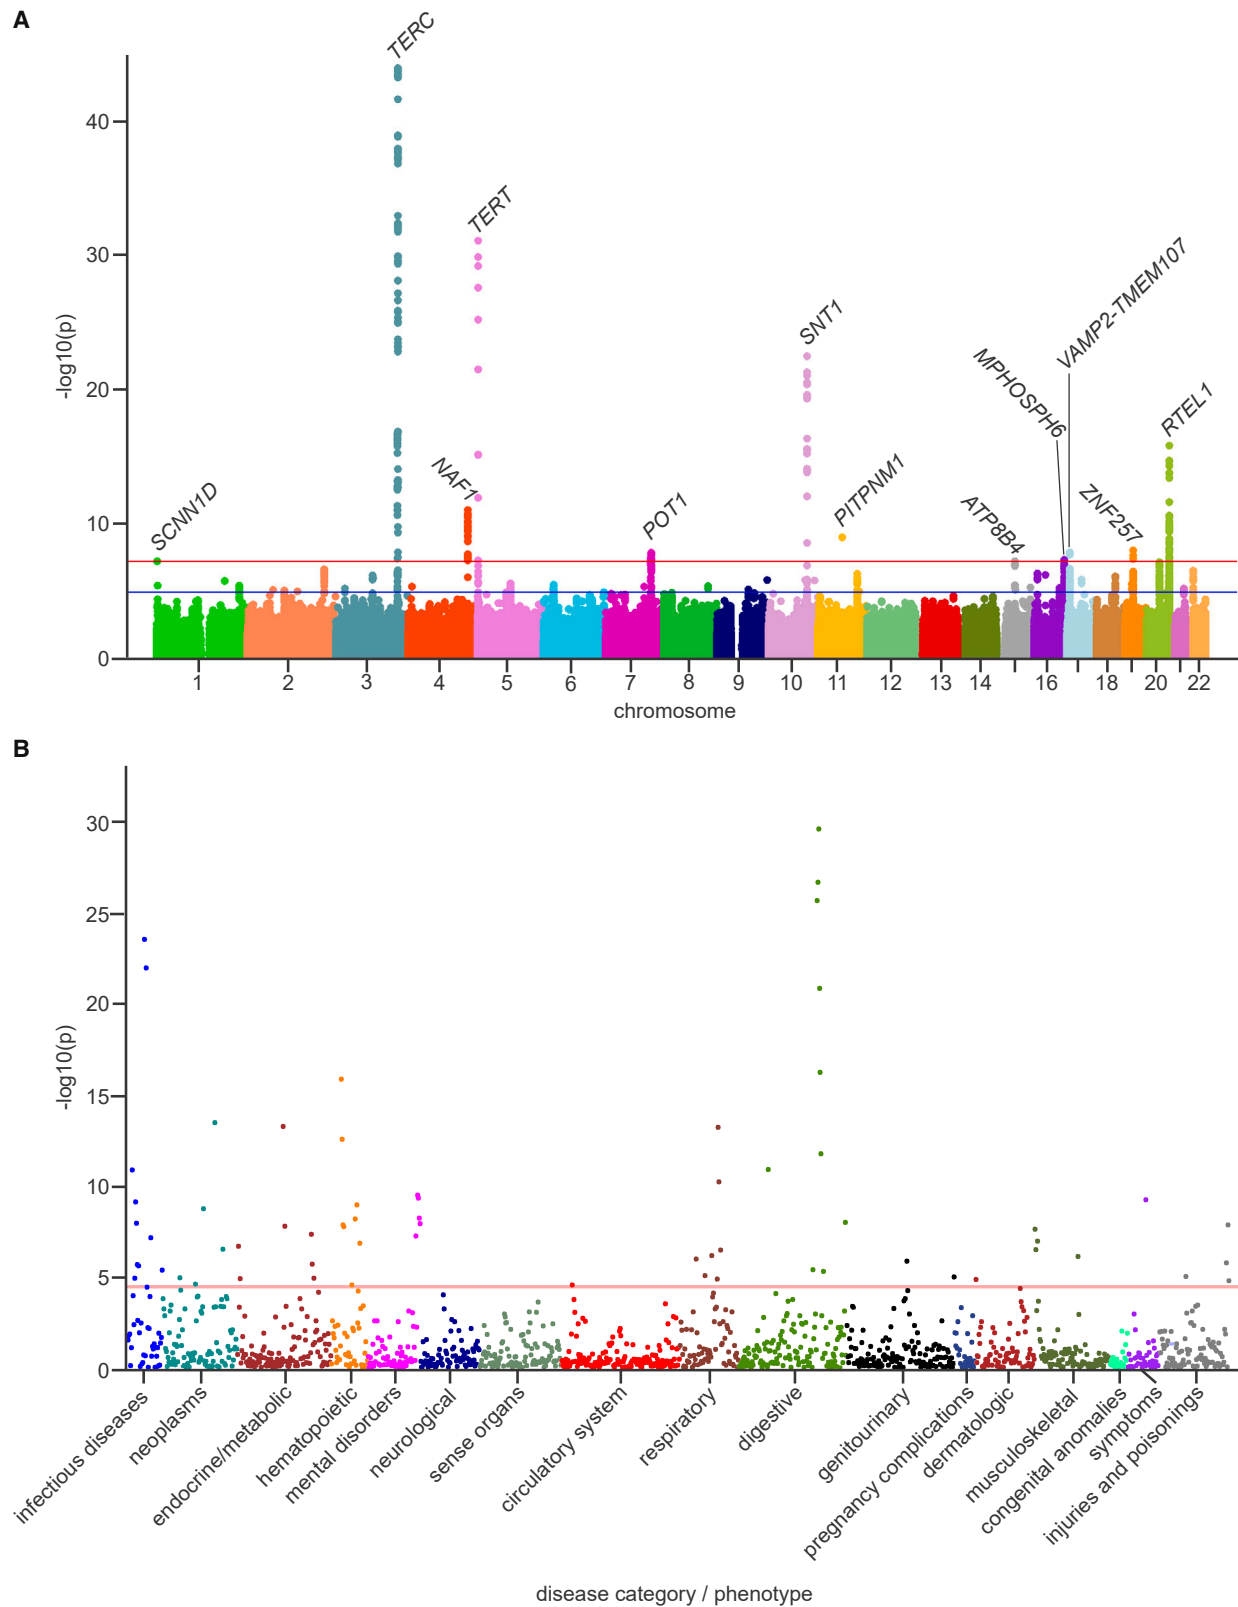 A
TERC
40
TERT
30
VAMP2-TMEM107
SNT1
-log10(p)
MPHOSPH6
20
RTEL1
NAF1
PITPNM1
SCNN1D
POT1
ATP8B4
ZNF257
10
0
1 2 3 4 5 6 7 8 9 10 11 12 13 14 16 18 20 22
chromosome
B
30
25
20
-log10(p)
15
10
5
0
infectious diseases
neoplasms
endocrine/metabolic
hematopoietic
mental disorders
neurological
sense organs
circulatory system
respiratory
digestive
genitourinary
pregnancy complications
dermatologic
musculoskeletal
congenital anomalies
symptoms
injuries and poisonings
disease category / phenotype